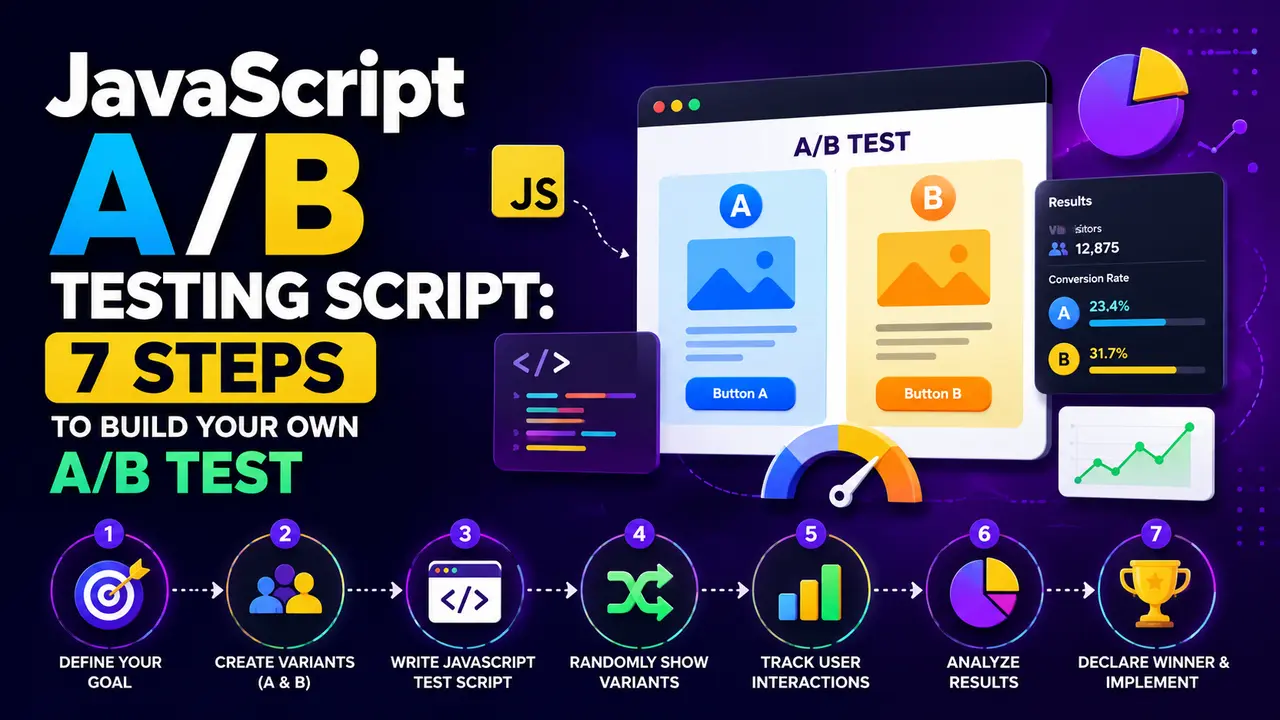 JavaScript
A/B
TESTING SCRIPT:
7 STEPS
TO BUILD YOUR OWN
A/B TEST
JS
</>
A/B TEST
A
B
Button A
Button B
Results
12,875
Conversion Rate
A
23.4%
B
31.7%
1
2
3
4
5
6
7
</>
DEFINE YOUR
GOAL
CREATE VARIANTS
(A & B)
WRITE JAVASCRIPT
TEST SCRIPT
RANDOMLY SHOW
VARIANTS
TRACK USER
INTERACTIONS
ANALYZE
RESULTS
DECLARE WINNER &
IMPLEMENT